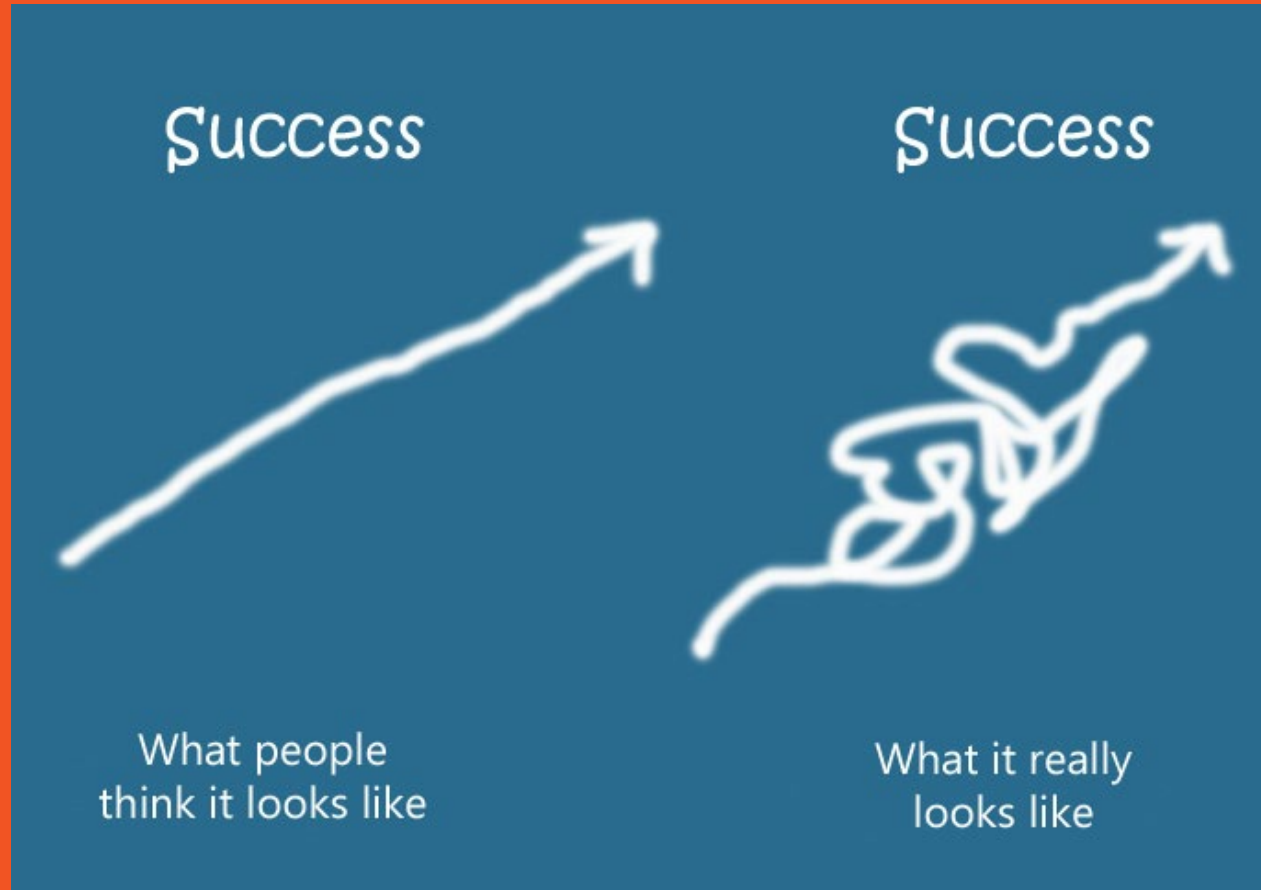 Success
What people
think it looks like
Success
What it really
looks like